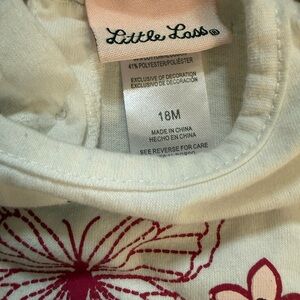 Little Lass®
41% POLYESTER/POLIÉSTER
EXCLUSIVE OF DECORATION
EXCLUSIVO DE DECORACIÓN
18M
MADE IN CHINA
HECHO EN CHINA
SEE REVERSE FOR CARE